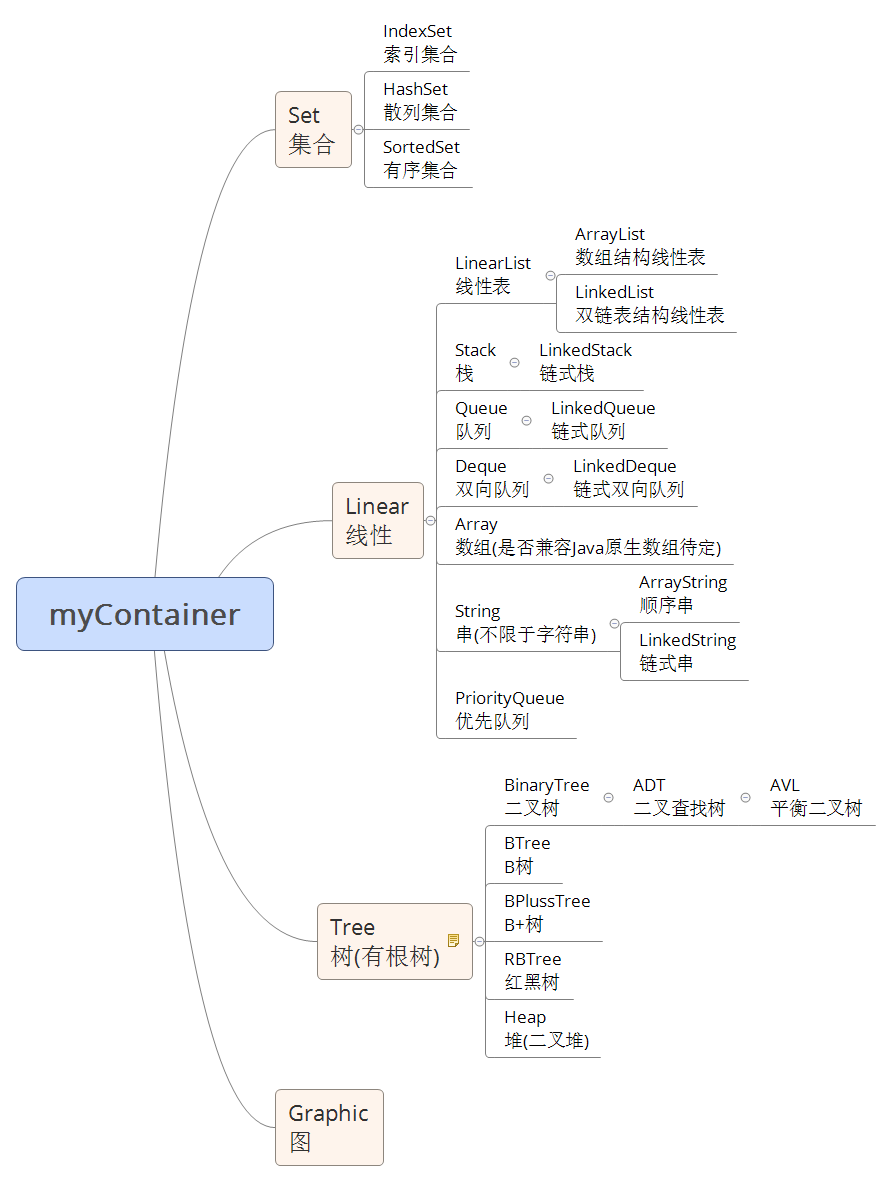 IndexSet
索引集合
HashSet
散列集合
SortedSet
有序集合
Set
集合
ArrayList
数组结构线性表
LinkedList
双链表结构线性表
LinearList
线性表
Stack
栈
LinkedStack
链式栈
Queue
队列
LinkedQueue
链式队列
Deque
双向队列
LinkedDeque
链式双向队列
Linear
线性
Array
数组(是否兼容Java原生数组待定)
ArrayString
顺序串
String
串(不限于字符串)
LinkedString
链式串
PriorityQueue
优先队列
myContainer
BinaryTree
二叉树
ADT
二叉查找树
AVL
平衡二叉树
BTree
B树
BPlussTree
B+树
Tree
树(有根树)
RBTree
红黑树
Heap
堆(二叉堆)
Graphic
图